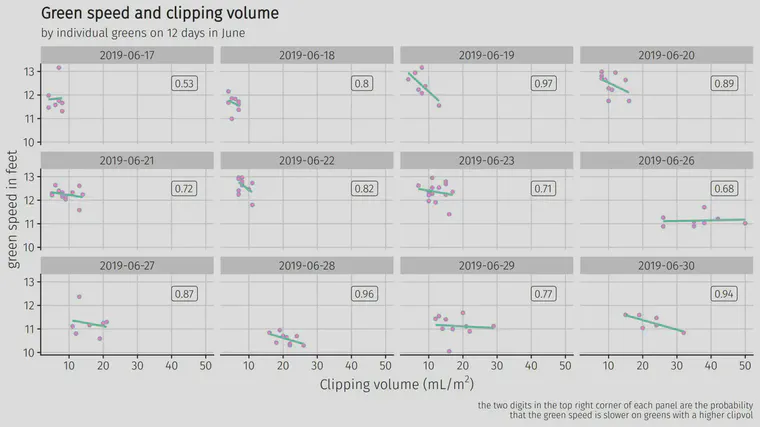 Green speed and clipping volume
by individual greens on 12 days in June
2019-06-17 2019-06-18 2019-06-19 2019-06-20
13
12
11
10
0.53 0.8 0.97 0.89
2019-06-21 2019-06-22 2019-06-23 2019-06-26
13
12
11
10
0.72 0.82 0.71 0.68
green speed in feet
2019-06-27 2019-06-28 2019-06-29 2019-06-30
13
12
11
10
0.87 0.96 0.77 0.94
10 20 30 40 50 10 20 30 40 50 10 20 30 40 50 10 20 30 40 50
Clipping volume (mL/m²)
the two digits in the top right corner of each panel are the probability
that the green speed is slower on greens with a higher clipvol